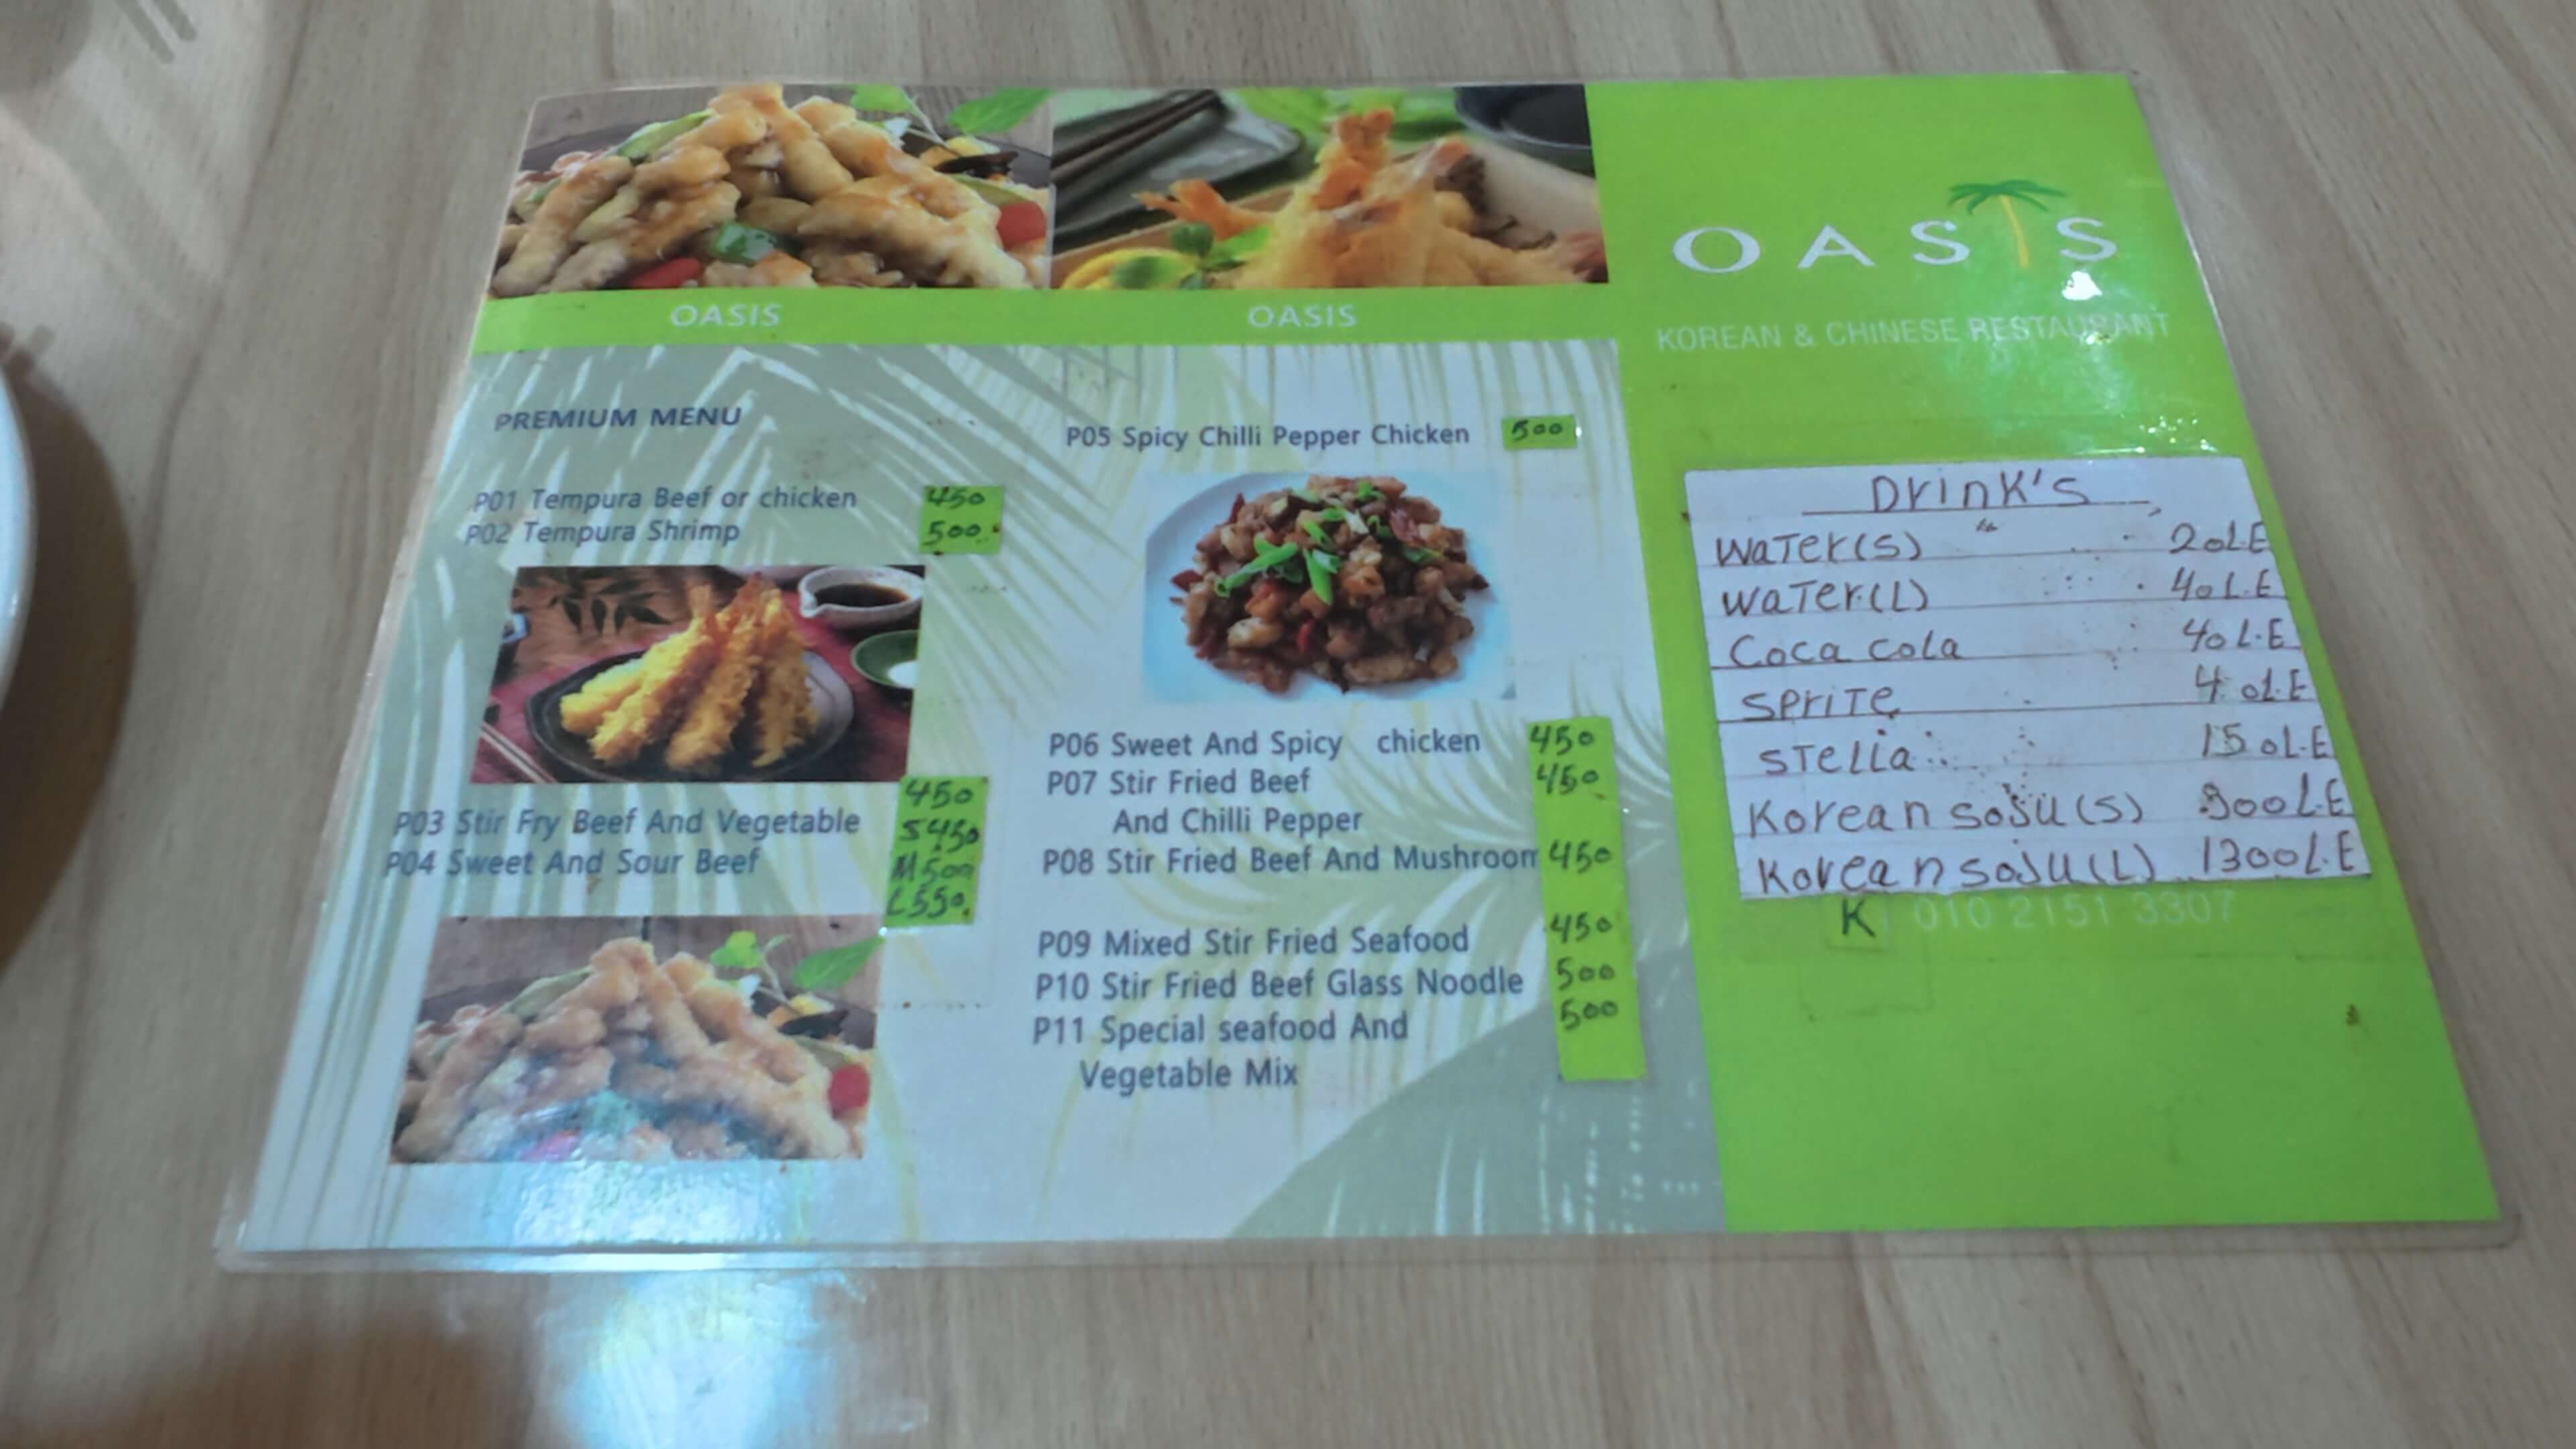 OASIS
OASIS
PREMIUM MENU
P01 Tempura Beef or chicken 450
P02 Tempura Shrimp 500
P03 Stir Fry Beef And Vegetable 450
P04 Sweet And Sour Beef S 450
M 500
L 550
P05 Spicy Chilli Pepper Chicken 500
P06 Sweet And Spicy chicken 450
P07 Stir Fried Beef 450
And Chilli Pepper
P08 Stir Fried Beef And Mushroom 450
P09 Mixed Stir Fried Seafood 450
P10 Stir Fried Beef Glass Noodle 500
P11 Special seafood And 500
Vegetable Mix
OASIS
KOREAN & CHINESE RESTAURANT
Drink's
Water(S) 20L.E
Water(L) 40L.E
Coca cola 40L.E
Sprite 40L.E
Stella 150L.E
Korean soju(S) 900L.E
Korean soju(L) 1300L.E
K 010 2151 3307